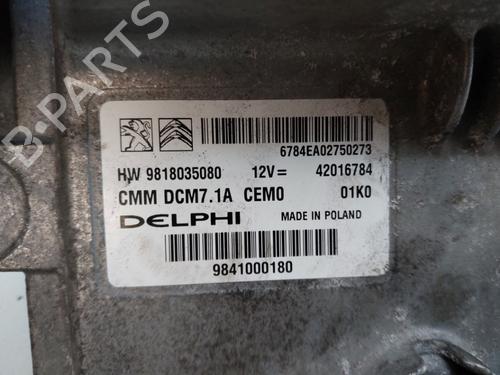 6784EA02750273
HW 9818035080 12V= 42016784
CMM DCM7.1A CEM0 01K0
DELPHI MADE IN POLAND
9841000180
B-PARTS